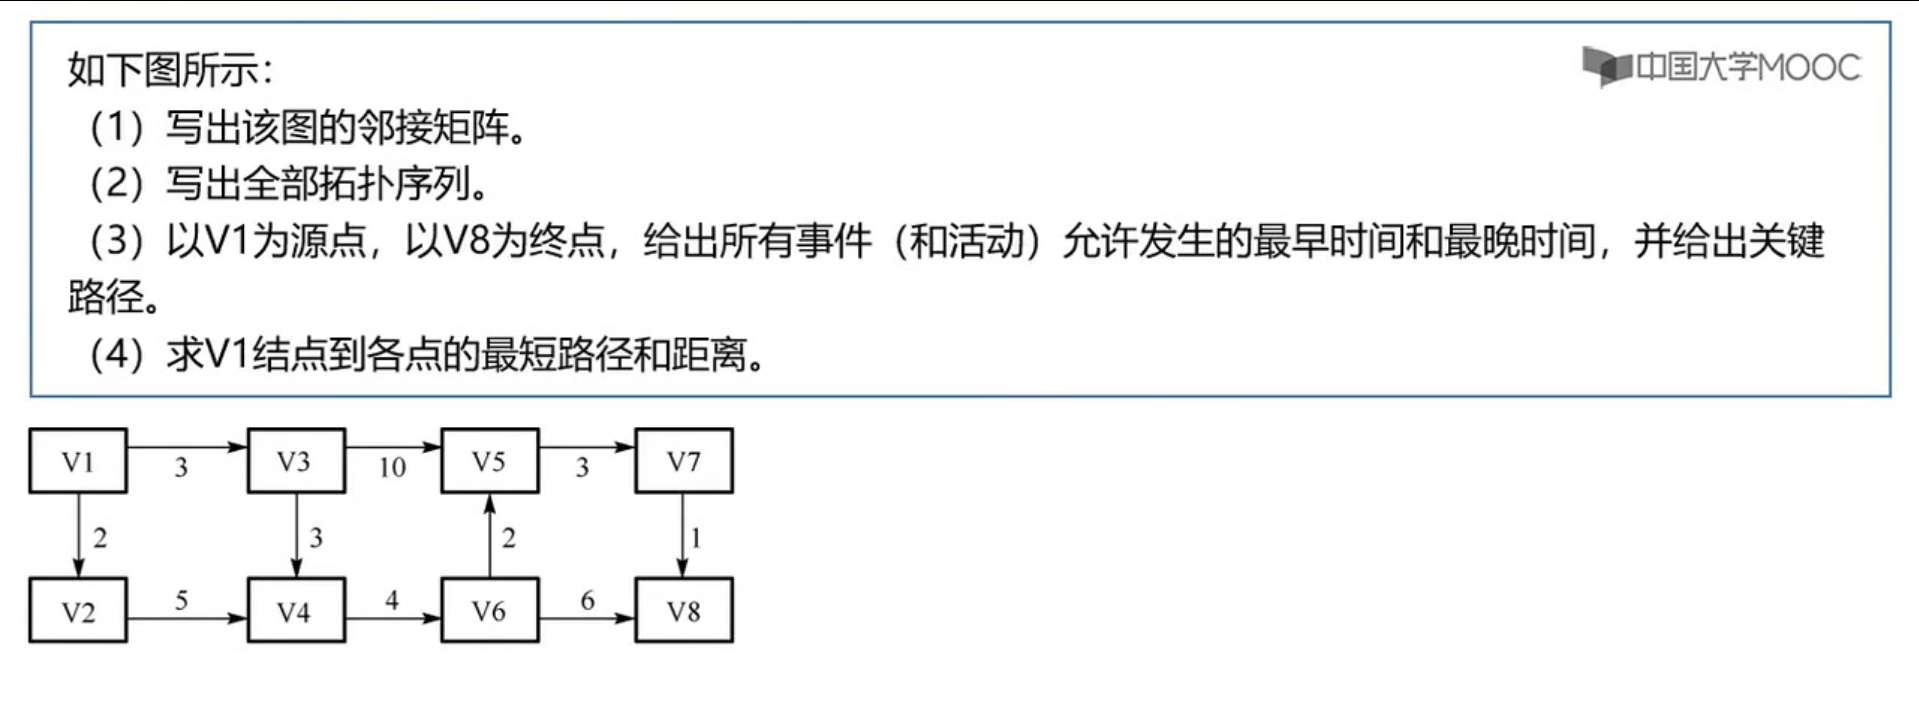 如下图所示：
中国大学MOOC
（1）写出该图的邻接矩阵。
（2）写出全部拓扑序列。
（3）以V1为源点，以V8为终点，给出所有事件（和活动）允许发生的最早时间和最晚时间，并给出关键
路径。
（4）求V1结点到各点的最短路径和距离。
V1 3 V3 10 V5 3 V7
2 3 2 1
V2 5 V4 4 V6 6 V8